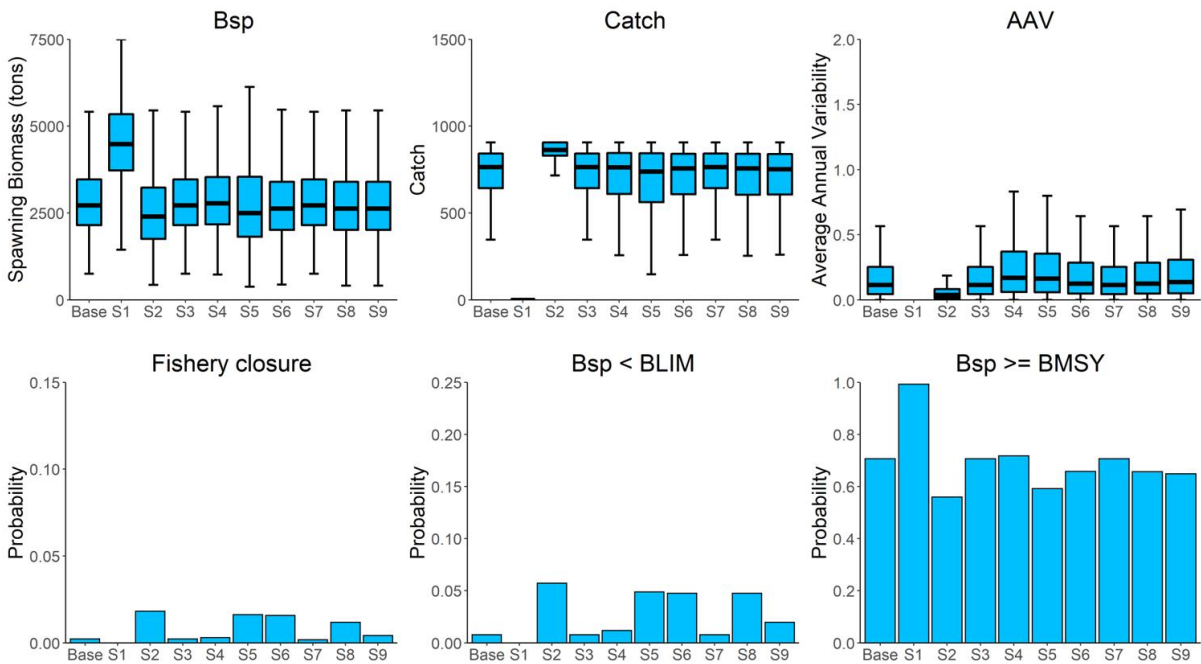 Bsp
Spawning Biomass (tons)
7500
5000
2500
0
Base S1 S2 S3 S4 S5 S6 S7 S8 S9
Catch
Catch
1500
1000
500
0
Base S1 S2 S3 S4 S5 S6 S7 S8 S9
AAV
Average Annual Variability
2.0
1.5
1.0
0.5
0.0
Base S1 S2 S3 S4 S5 S6 S7 S8 S9
Fishery closure
Probability
0.15
0.10
0.05
0.00
Base S1 S2 S3 S4 S5 S6 S7 S8 S9
Bsp < BLIM
Probability
0.25
0.20
0.15
0.10
0.05
0.00
Base S1 S2 S3 S4 S5 S6 S7 S8 S9
Bsp >= BMSY
Probability
1.0
0.8
0.6
0.4
0.2
0.0
Base S1 S2 S3 S4 S5 S6 S7 S8 S9